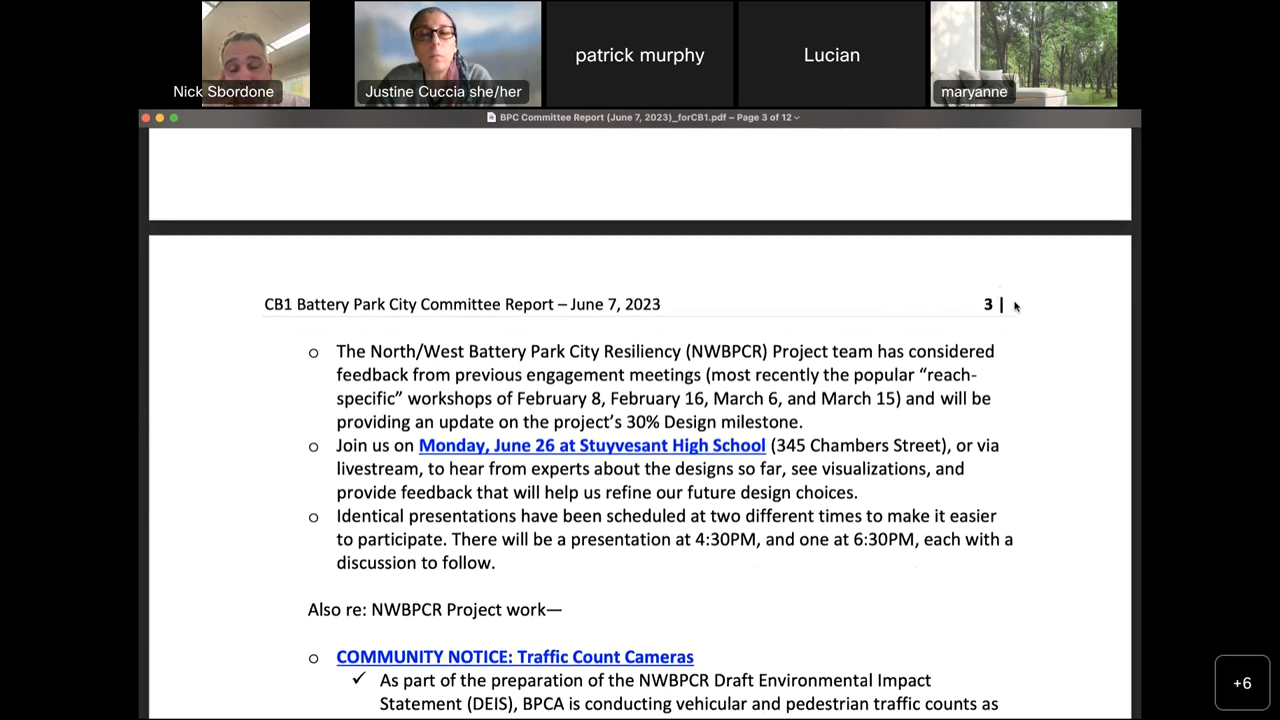 Nick Sbordone
Justine Cuccia she/her
patrick murphy
Lucian
maryanne
BPC Committee Report (June 7, 2023)_forCB1.pdf – Page 3 of 12
CB1 Battery Park City Committee Report – June 7, 2023
3 |
o The North/West Battery Park City Resiliency (NWBPCR) Project team has considered
feedback from previous engagement meetings (most recently the popular “reach-
specific” workshops of February 8, February 16, March 6, and March 15) and will be
providing an update on the project’s 30% Design milestone.
o Join us on Monday, June 26 at Stuyvesant High School (345 Chambers Street), or via
livestream, to hear from experts about the designs so far, see visualizations, and
provide feedback that will help us refine our future design choices.
o Identical presentations have been scheduled at two different times to make it easier
to participate. There will be a presentation at 4:30PM, and one at 6:30PM, each with a
discussion to follow.
Also re: NWBPCR Project work—
o COMMUNITY NOTICE: Traffic Count Cameras
✓ As part of the preparation of the NWBPCR Draft Environmental Impact
Statement (DEIS), BPCA is conducting vehicular and pedestrian traffic counts as
+6